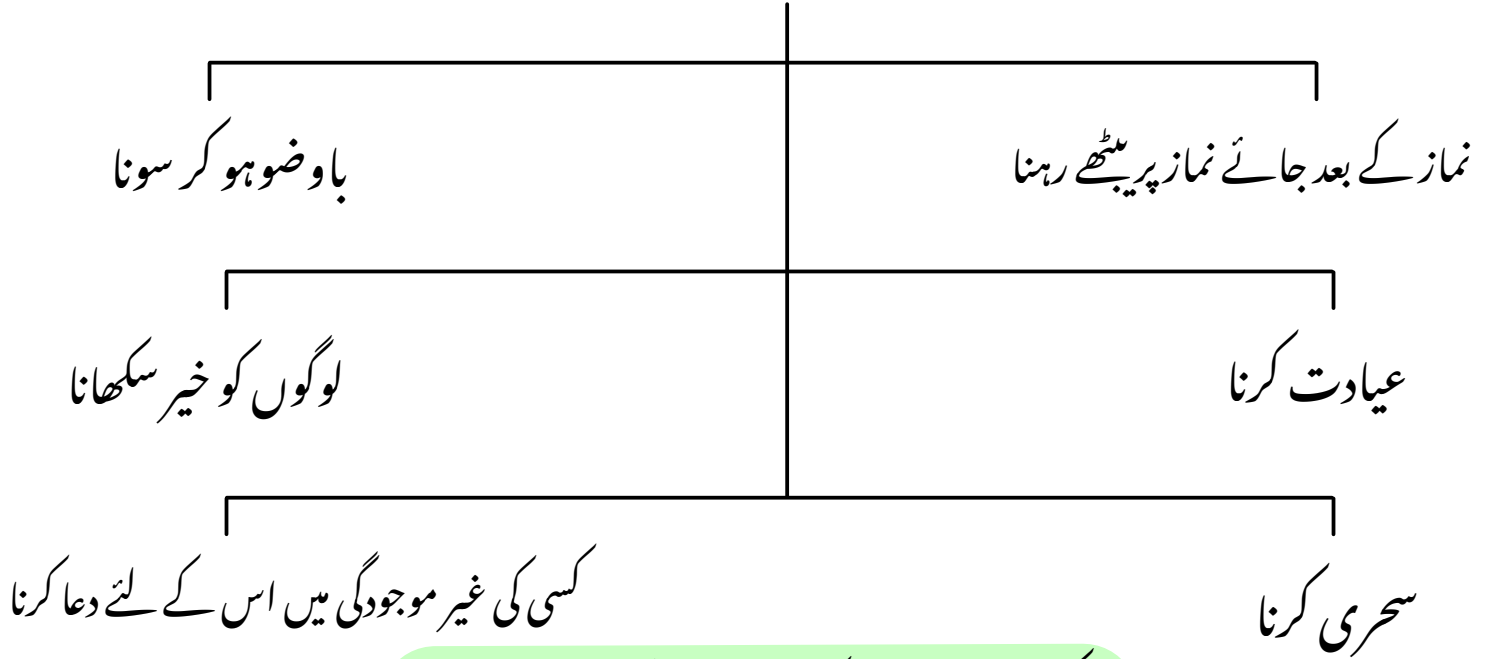 نماز کے بعد جائے نماز پر بیٹھے رہنا
باوضو ہو کر سونا
عیادت کرنا
لوگوں کو خیر سکھانا
سحری کرنا
کسی کی غیر موجودگی میں اس کے لئے دعا کرنا